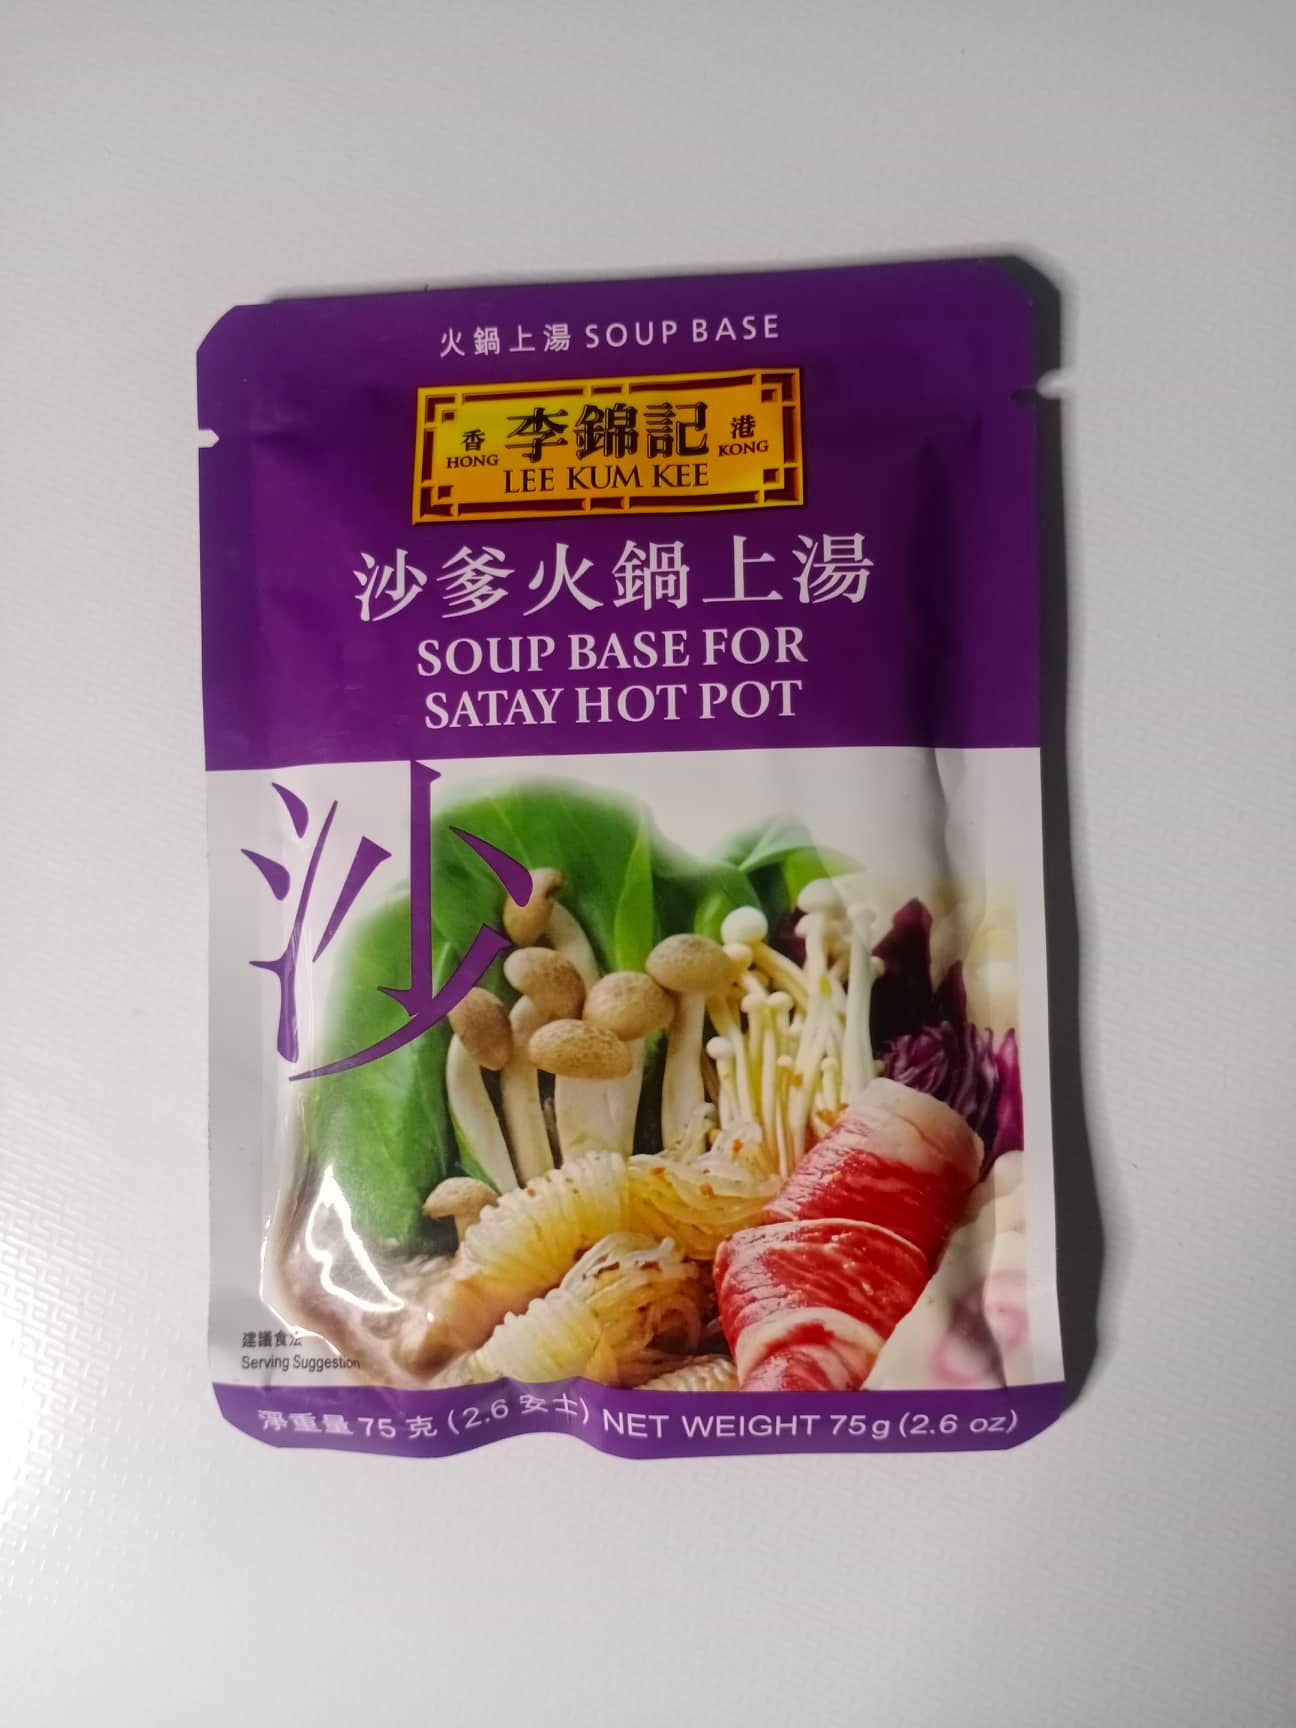 火鍋上湯 SOUP BASE
香 李錦記 港
HONG LEE KUM KEE KONG
沙爹火鍋上湯
SOUP BASE FOR
SATAY HOT POT
沙
建議食法
Serving Suggestion
淨重量 75 克 (2.6 安士) NET WEIGHT 75g (2.6 oz)